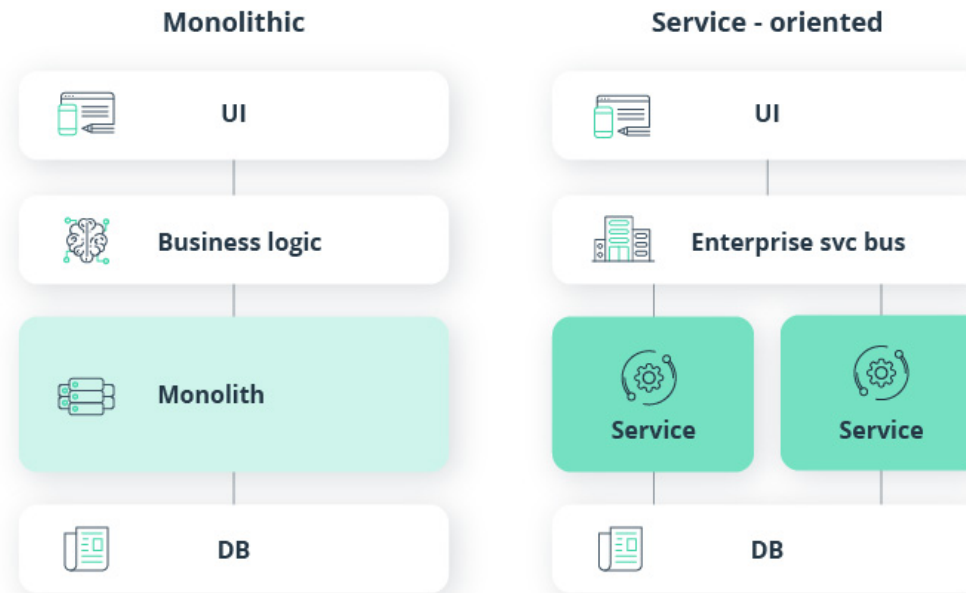 Monolithic
UI
Business logic
Monolith
DB
Service - oriented
UI
Enterprise svc bus
Service
Service
DB